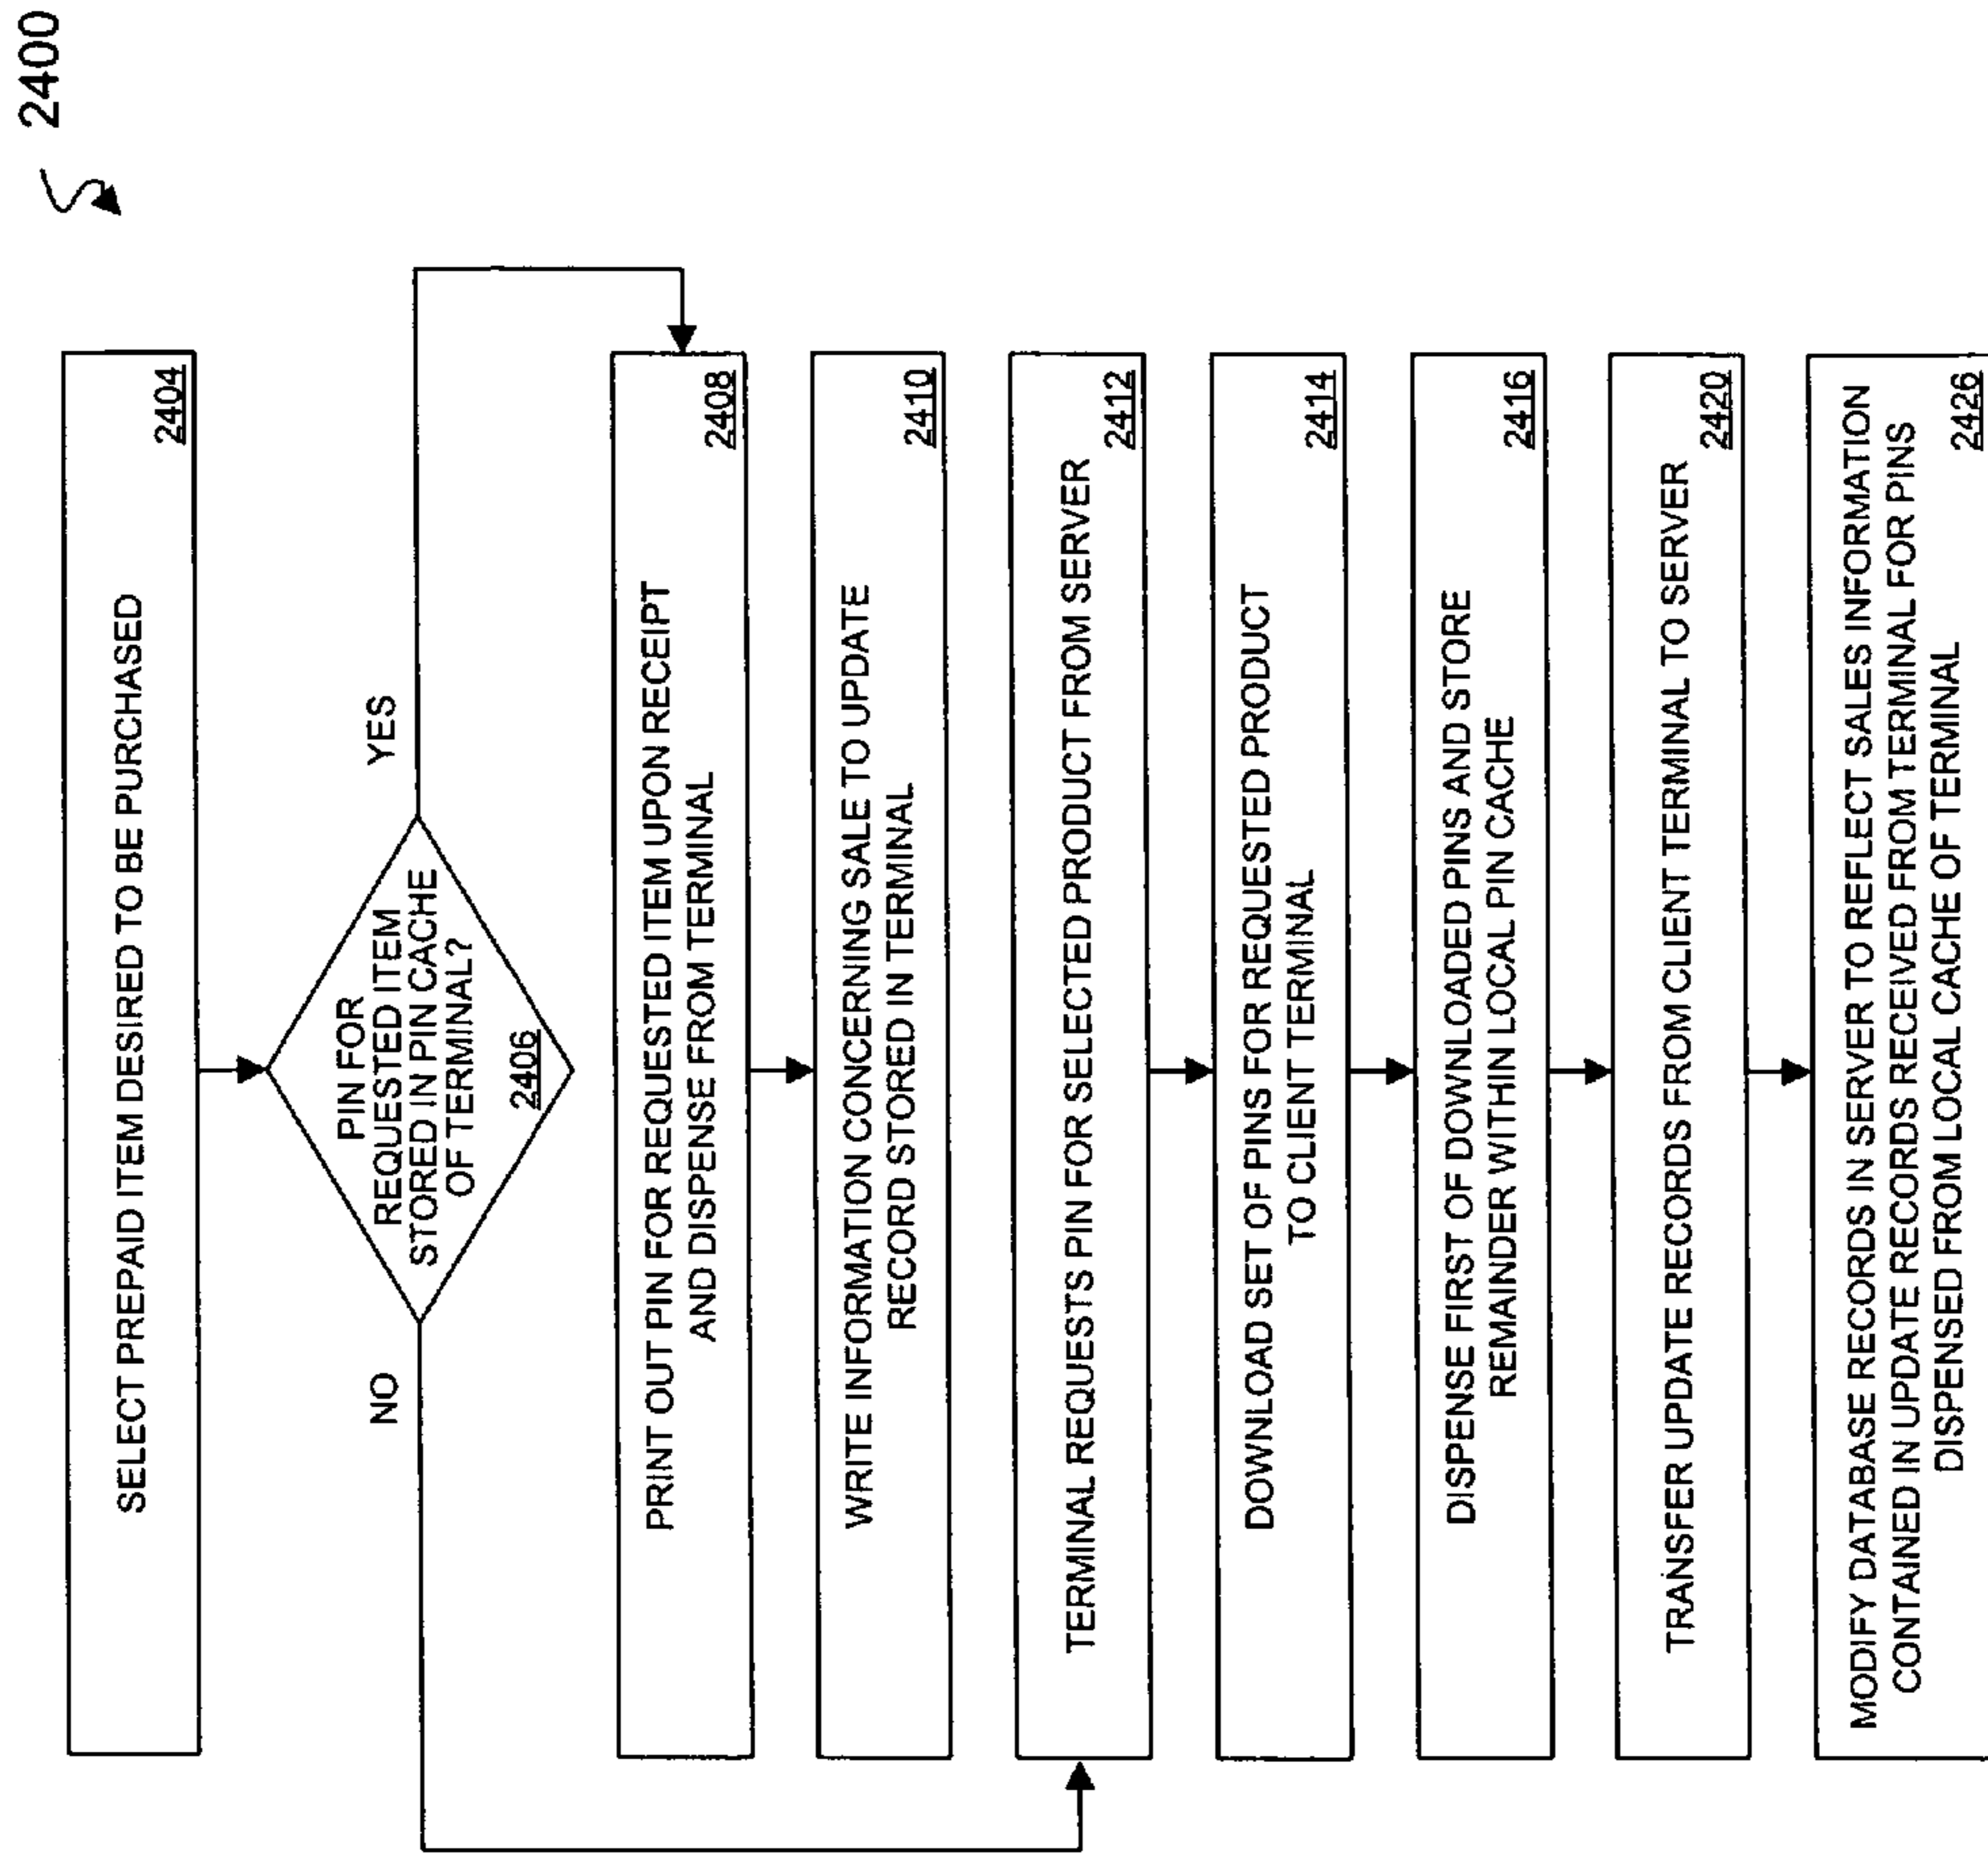 2400
SELECT PREPAID ITEM DESIRED TO BE PURCHASED
2404
PIN FOR
REQUESTED ITEM
STORED IN PIN CACHE
OF TERMINAL?
2406
NO
YES
PRINT OUT PIN FOR REQUESTED ITEM UPON RECEIPT
AND DISPENSE FROM TERMINAL
2408
WRITE INFORMATION CONCERNING SALE TO UPDATE
RECORD STORED IN TERMINAL
2410
TERMINAL REQUESTS PIN FOR SELECTED PRODUCT FROM SERVER
2412
DOWNLOAD SET OF PINS FOR REQUESTED PRODUCT
TO CLIENT TERMINAL
2414
DISPENSE FIRST OF DOWNLOADED PINS AND STORE
REMAINDER WITHIN LOCAL PIN CACHE
2416
TRANSFER UPDATE RECORDS FROM CLIENT TERMINAL TO SERVER
2420
MODIFY DATABASE RECORDS IN SERVER TO REFLECT SALES INFORMATION
CONTAINED IN UPDATE RECORDS RECEIVED FROM TERMINAL FOR PINS
DISPENSED FROM LOCAL CACHE OF TERMINAL
2426